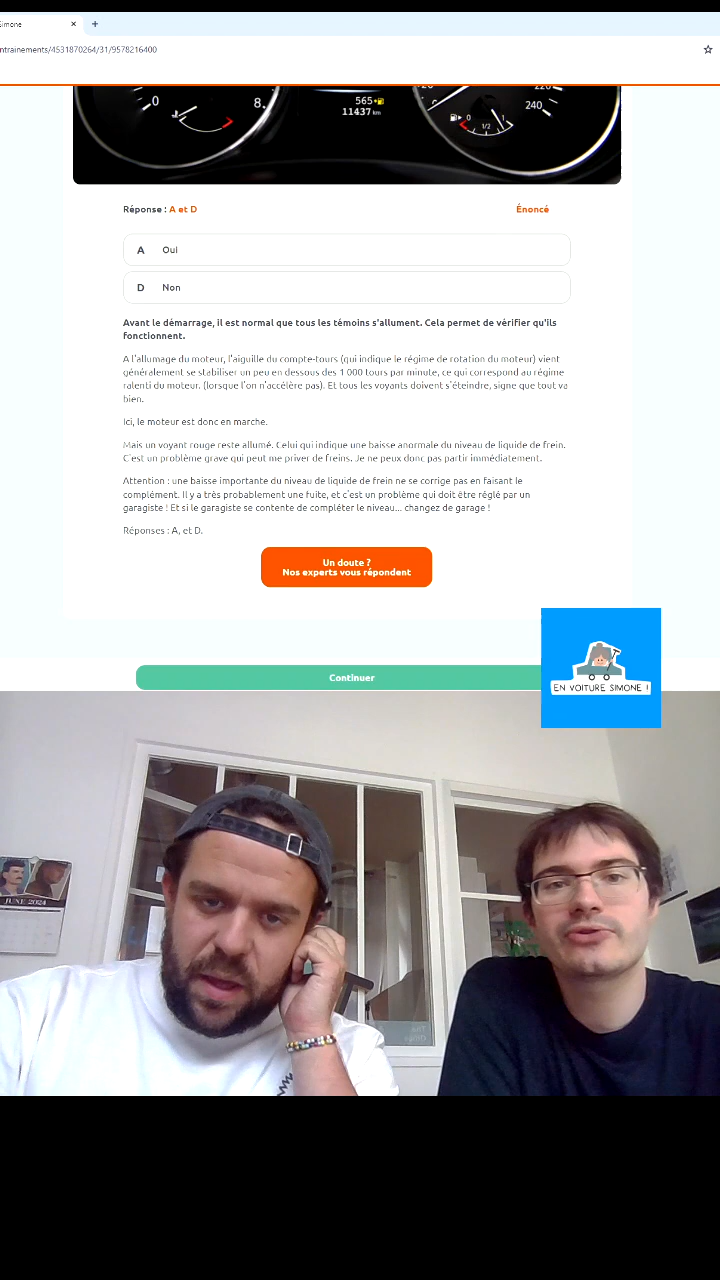 Simone
ntrainements/4531870264/31/9578216400
0
8
565
11437 km
120
220
240
0
1/2
1
Réponse : A et D
Énoncé
A Oui
D Non
Avant le démarrage, il est normal que tous les témoins s'allument. Cela permet de vérifier qu'ils
fonctionnent.
A l'allumage du moteur, l'aiguille du compte-tours (qui indique le régime de rotation du moteur) vient
généralement se stabiliser un peu en dessous des 1 000 tours par minute, ce qui correspond au régime
ralenti du moteur. (lorsque l'on n'accélère pas). Et tous les voyants doivent s'éteindre, signe que tout va
bien.
Ici, le moteur est donc en marche.
Mais un voyant rouge reste allumé. Celui qui indique une baisse anormale du niveau de liquide de frein.
C'est un problème grave qui peut me priver de freins. Je ne peux donc pas partir immédiatement.
Attention : une baisse importante du niveau de liquide de frein ne se corrige pas en faisant le
complément. Il y a très probablement une fuite, et c'est un problème qui doit être réglé par un
garagiste ! Et si le garagiste se contente de compléter le niveau... changez de garage !
Réponses : A, et D.
Un doute ?
Nos experts vous répondent
Continuer
EN VOITURE SIMONE !
JUNE 2024